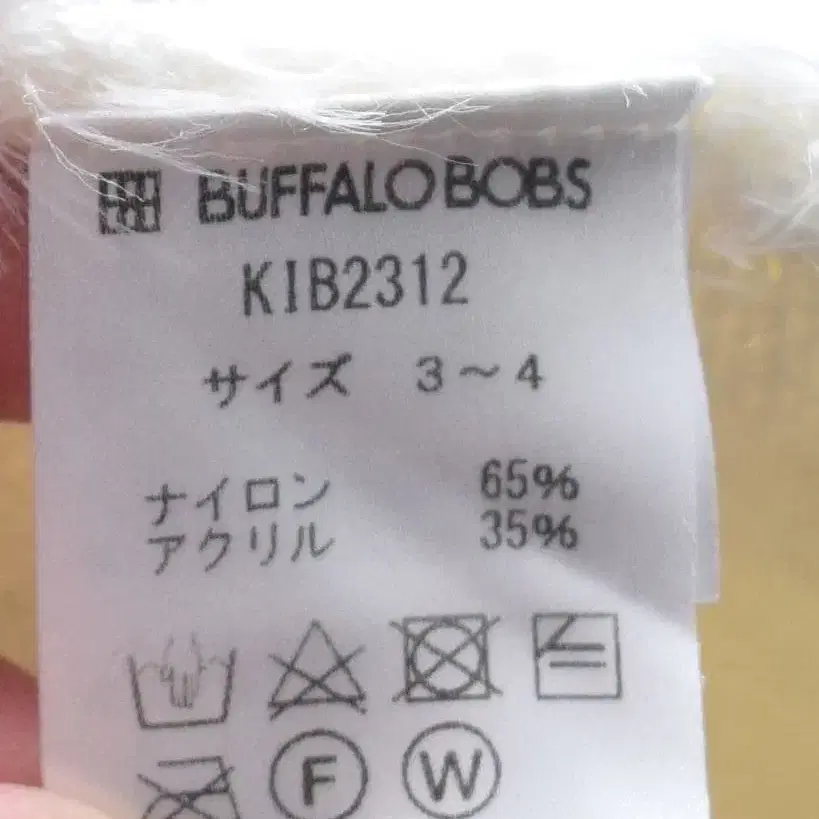 BUFFALO BOBS
KIB2312
サイズ 3〜4
ナイロン 65%
アクリル 35%
F W